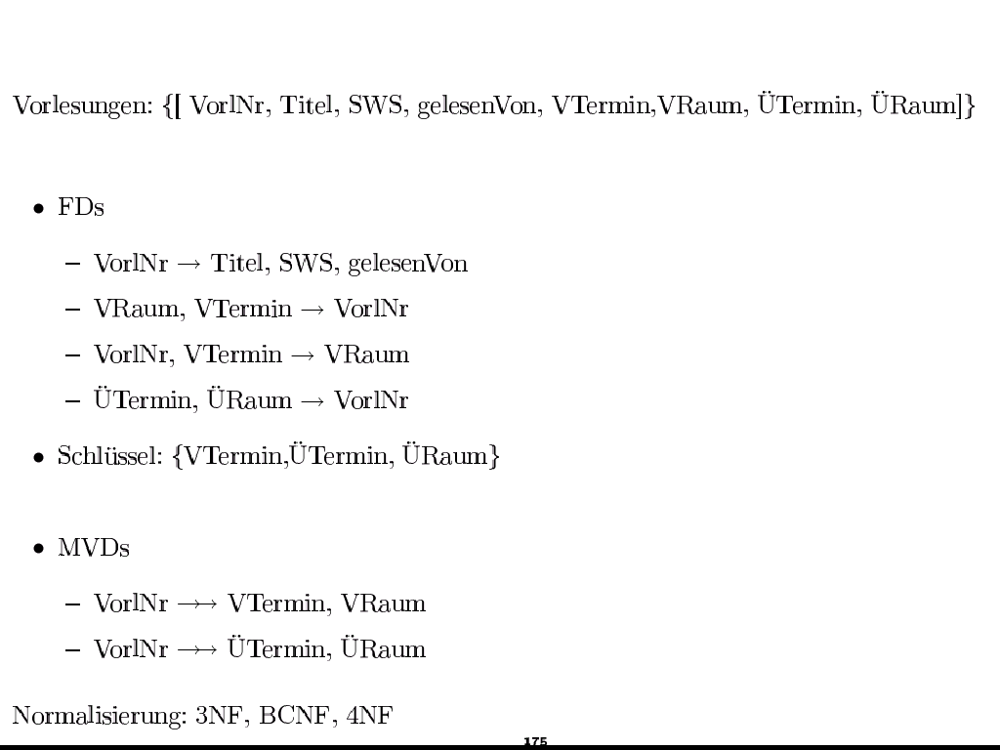 Vorlesungen: {[ VorlNr, Titel, SWS, gelesenVon, VTermin,VRaum, ÜTermin, ÜRaum]}
• FDs
– VorlNr → Titel, SWS, gelesenVon
– VRaum, VTermin → VorlNr
– VorlNr, VTermin → VRaum
– ÜTermin, ÜRaum → VorlNr
• Schlüssel: {VTermin,ÜTermin, ÜRaum}
• MVDs
– VorlNr →→ VTermin, VRaum
– VorlNr →→ ÜTermin, ÜRaum
Normalisierung: 3NF, BCNF, 4NF
175